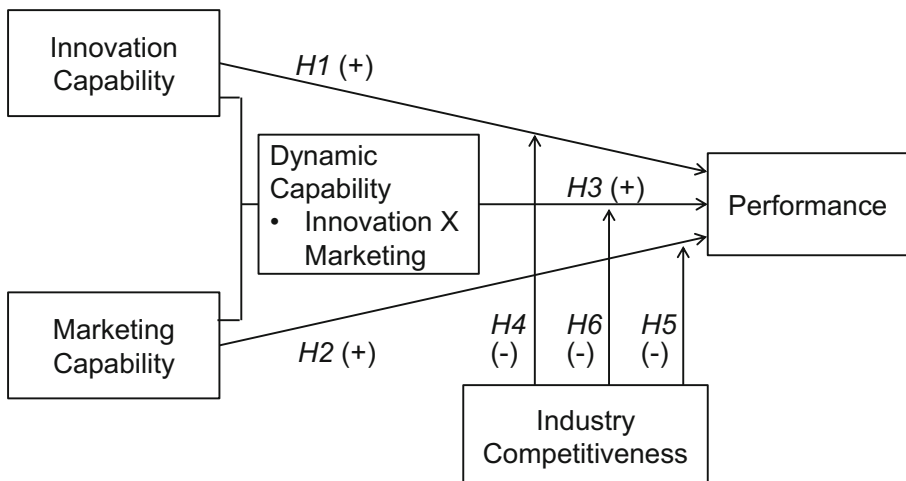 Innovation
Capability
H1 (+)
Dynamic
Capability
• Innovation X
Marketing
H3 (+)
Performance
Marketing
Capability
H2 (+)
H4
(-)
H6
(-)
H5
(-)
Industry
Competitiveness